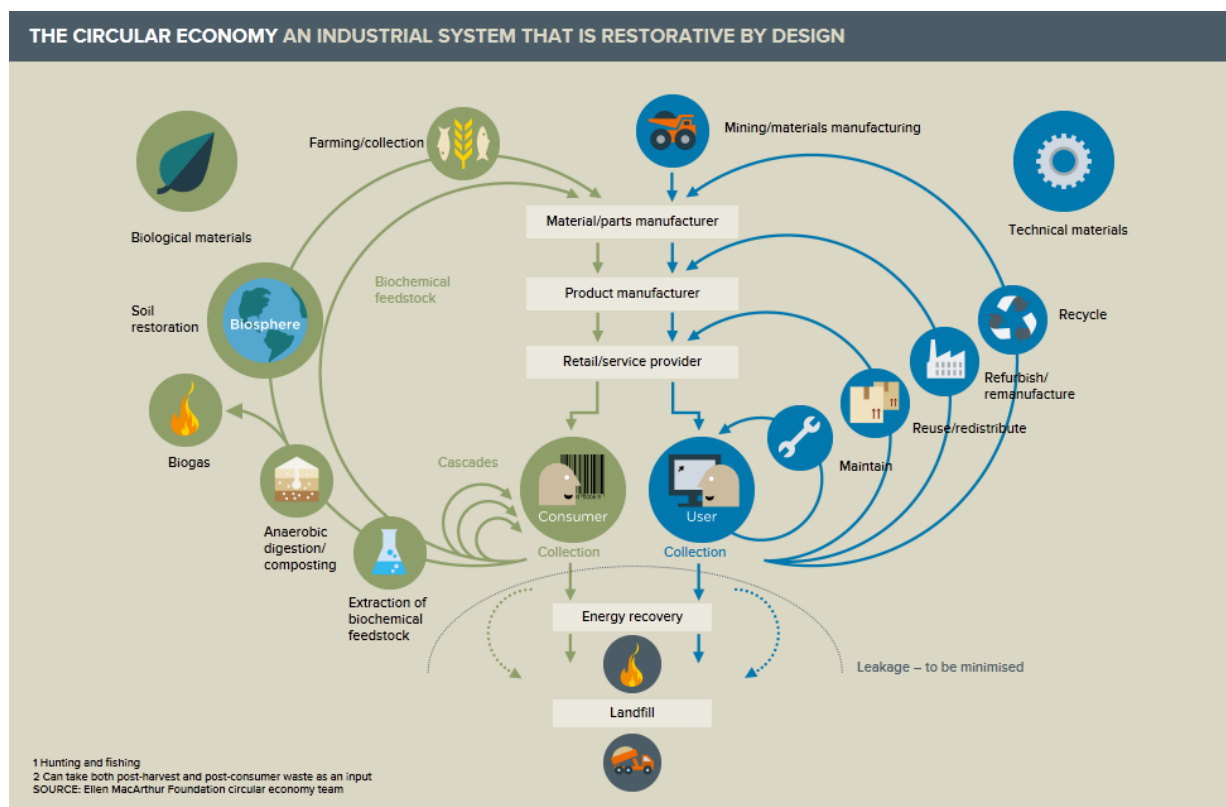 THE CIRCULAR ECONOMY AN INDUSTRIAL SYSTEM THAT IS RESTORATIVE BY DESIGN
Farming/collection
Mining/materials manufacturing
Biological materials
Technical materials
Material/parts manufacturer
Biochemical
feedstock
Product manufacturer
Soil
restoration
Biosphere
Recycle
Retail/service provider
Refurbish/
remanufacture
Reuse/redistribute
Biogas
Cascades
Maintain
Consumer
User
Anaerobic
digestion/
composting
Collection
Collection
Extraction of
biochemical
feedstock
Energy recovery
Leakage – to be minimised
Landfill
1 Hunting and fishing
2 Can take both post-harvest and post-consumer waste as an input
SOURCE: Ellen MacArthur Foundation circular economy team